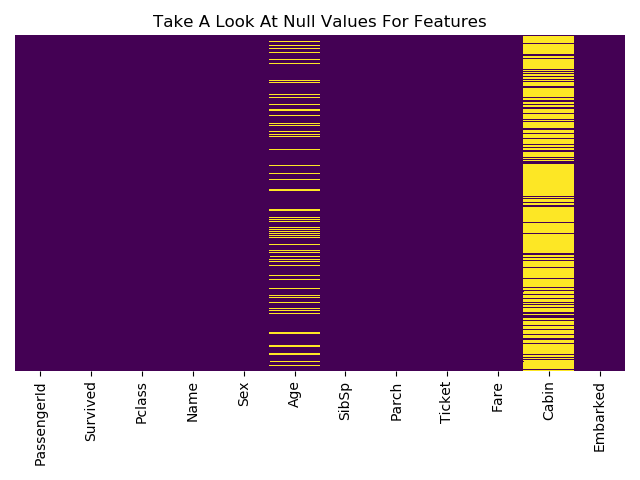 Take A Look At Null Values For Features
PassengerId
Survived
Pclass
Name
Sex
Age
SibSp
Parch
Ticket
Fare
Cabin
Embarked